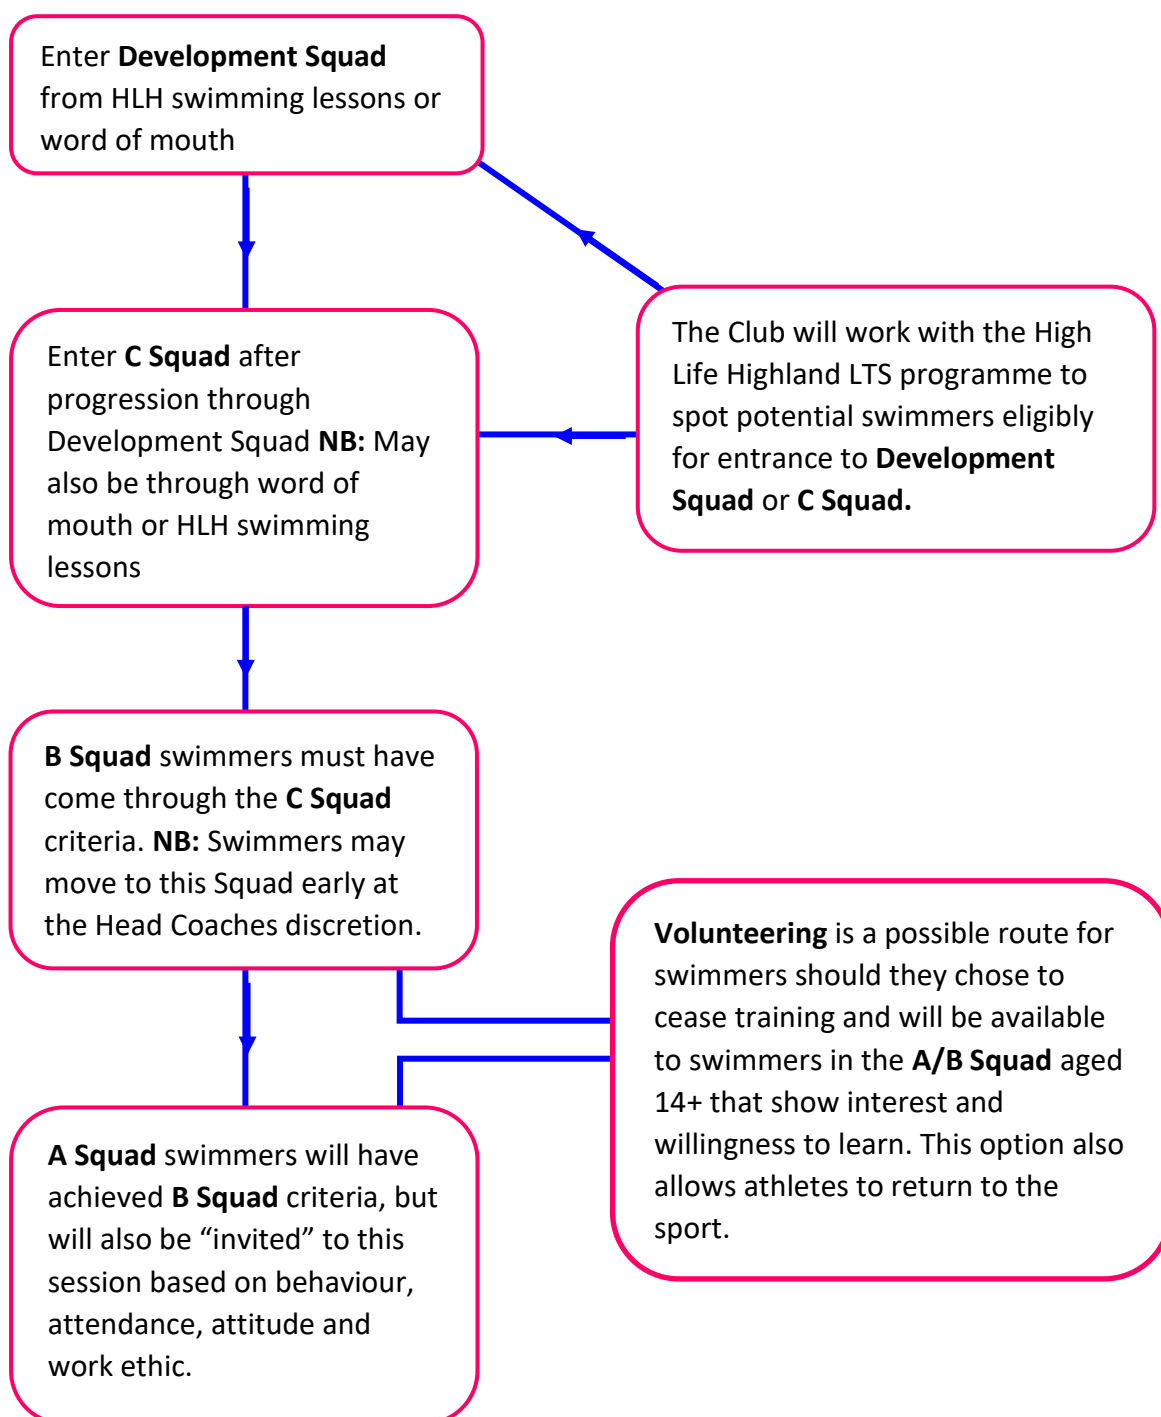 Enter Development Squad
from HLH swimming lessons or
word of mouth
The Club will work with the High
Life Highland LTS programme to
spot potential swimmers eligibly
for entrance to Development
Squad or C Squad.
Enter C Squad after
progression through
Development Squad NB: May
also be through word of
mouth or HLH swimming
lessons
B Squad swimmers must have
come through the C Squad
criteria. NB: Swimmers may
move to this Squad early at
the Head Coaches discretion.
Volunteering is a possible route for
swimmers should they chose to
cease training and will be available
to swimmers in the A/B Squad aged
14+ that show interest and
willingness to learn. This option also
allows athletes to return to the
sport.
A Squad swimmers will have
achieved B Squad criteria, but
will also be “invited” to this
session based on behaviour,
attendance, attitude and
work ethic.